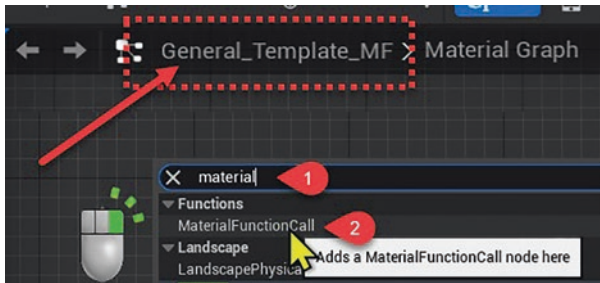 General_Template_MF > Material Graph
material
1
Functions
MaterialFunctionCall
2
Landscape
LandscapePhysica
Adds a MaterialFunctionCall node here